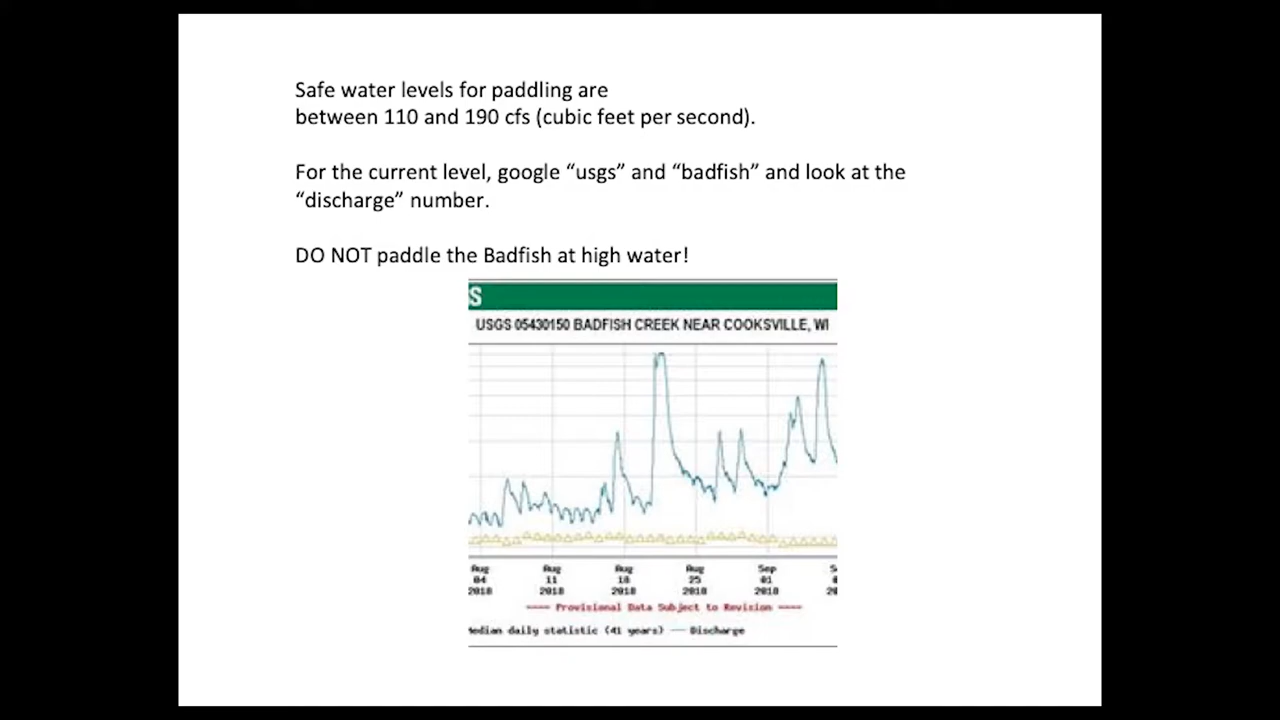 Safe water levels for paddling are
between 110 and 190 cfs (cubic feet per second).
For the current level, google “usgs” and “badfish” and look at the
“discharge” number.
DO NOT paddle the Badfish at high water!
S
USGS 05430150 BADFISH CREEK NEAR COOKSVILLE, WI
Aug Aug Aug Aug Sep S
04 11 18 25 01
2018 2018 2018 2018 2018 20
---- Provisional Data Subject to Revision ----
edian daily statistic (41 years) — Discharge